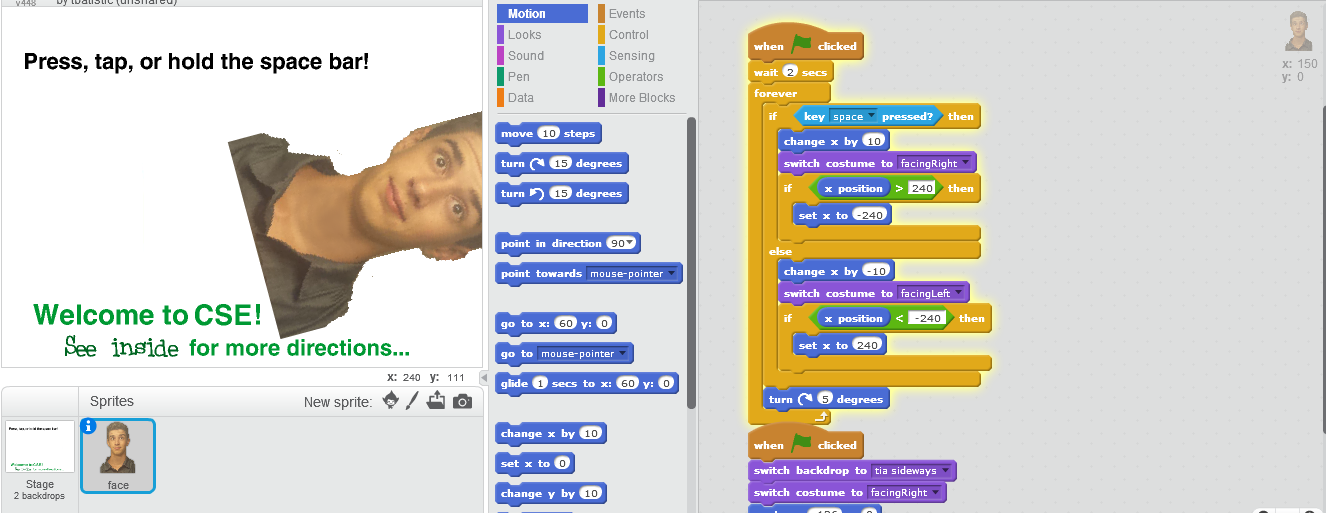 v448
by tbalistic (unshared)
Press, tap, or hold the space bar!
Welcome to CSE!
See inside for more directions...
x: 240 y: 111
Sprites
New sprite:
Stage
2 backdrops
face
Motion
Events
Looks
Control
Sound
Sensing
Pen
Operators
Data
More Blocks
move 10 steps
turn 15 degrees
turn 15 degrees
point in direction 90
point towards mouse-pointer
go to x: 60 y: 0
go to mouse-pointer
glide 1 secs to x: 60 y: 0
change x by 10
set x to 0
change y by 10
when clicked
wait 2 secs
forever
if key space pressed? then
change x by 10
switch costume to facingRight
if x position > 240 then
set x to -240
else
change x by -10
switch costume to facingLeft
if x position < -240 then
set x to 240
turn 5 degrees
when clicked
switch backdrop to tia sideways
switch costume to facingRight
x: 150
y: 0